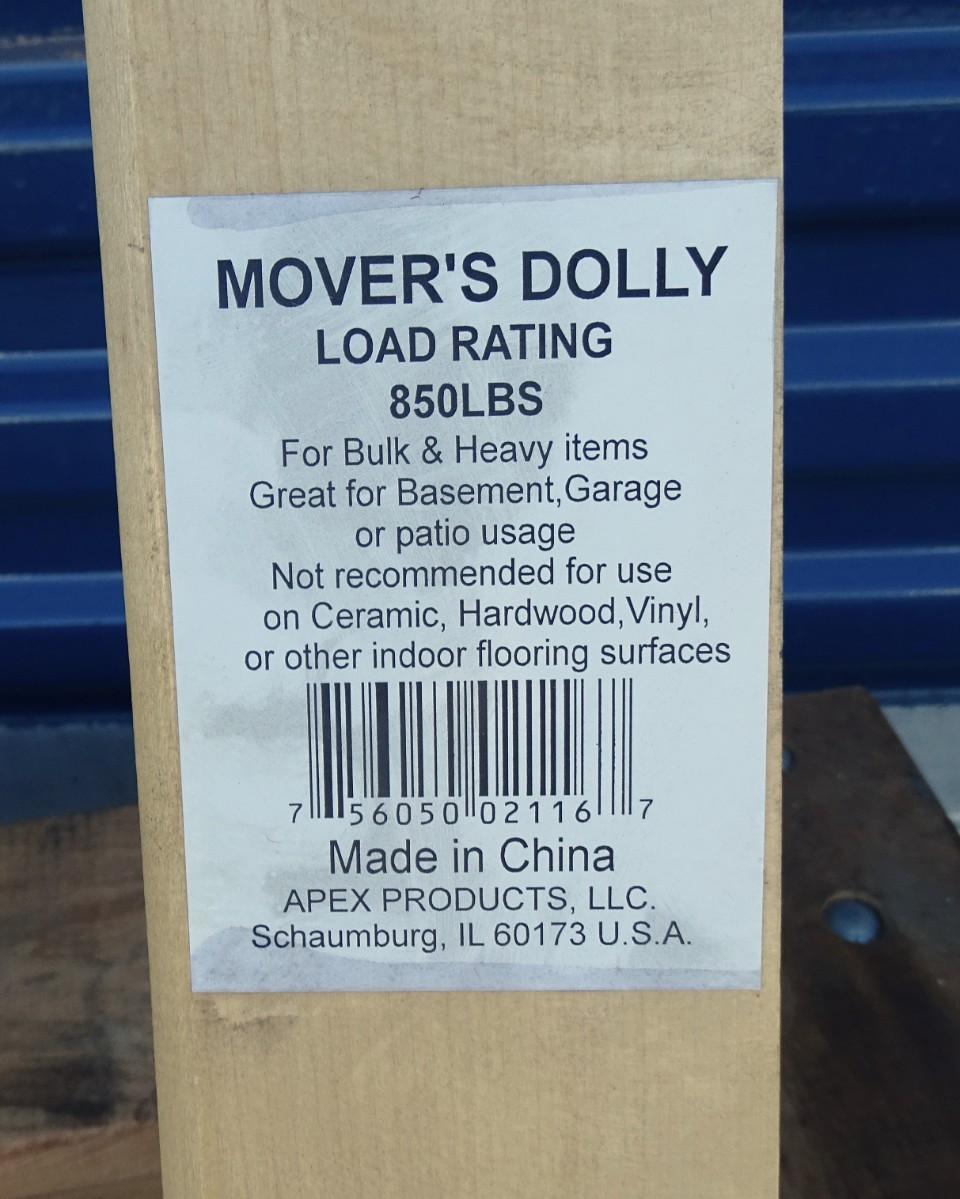 MOVER'S DOLLY
LOAD RATING
850LBS
For Bulk & Heavy items
Great for Basement,Garage
or patio usage
Not recommended for use
on Ceramic, Hardwood,Vinyl,
or other indoor flooring surfaces
7 56050 02116 7
Made in China
APEX PRODUCTS, LLC.
Schaumburg, IL 60173 U.S.A.